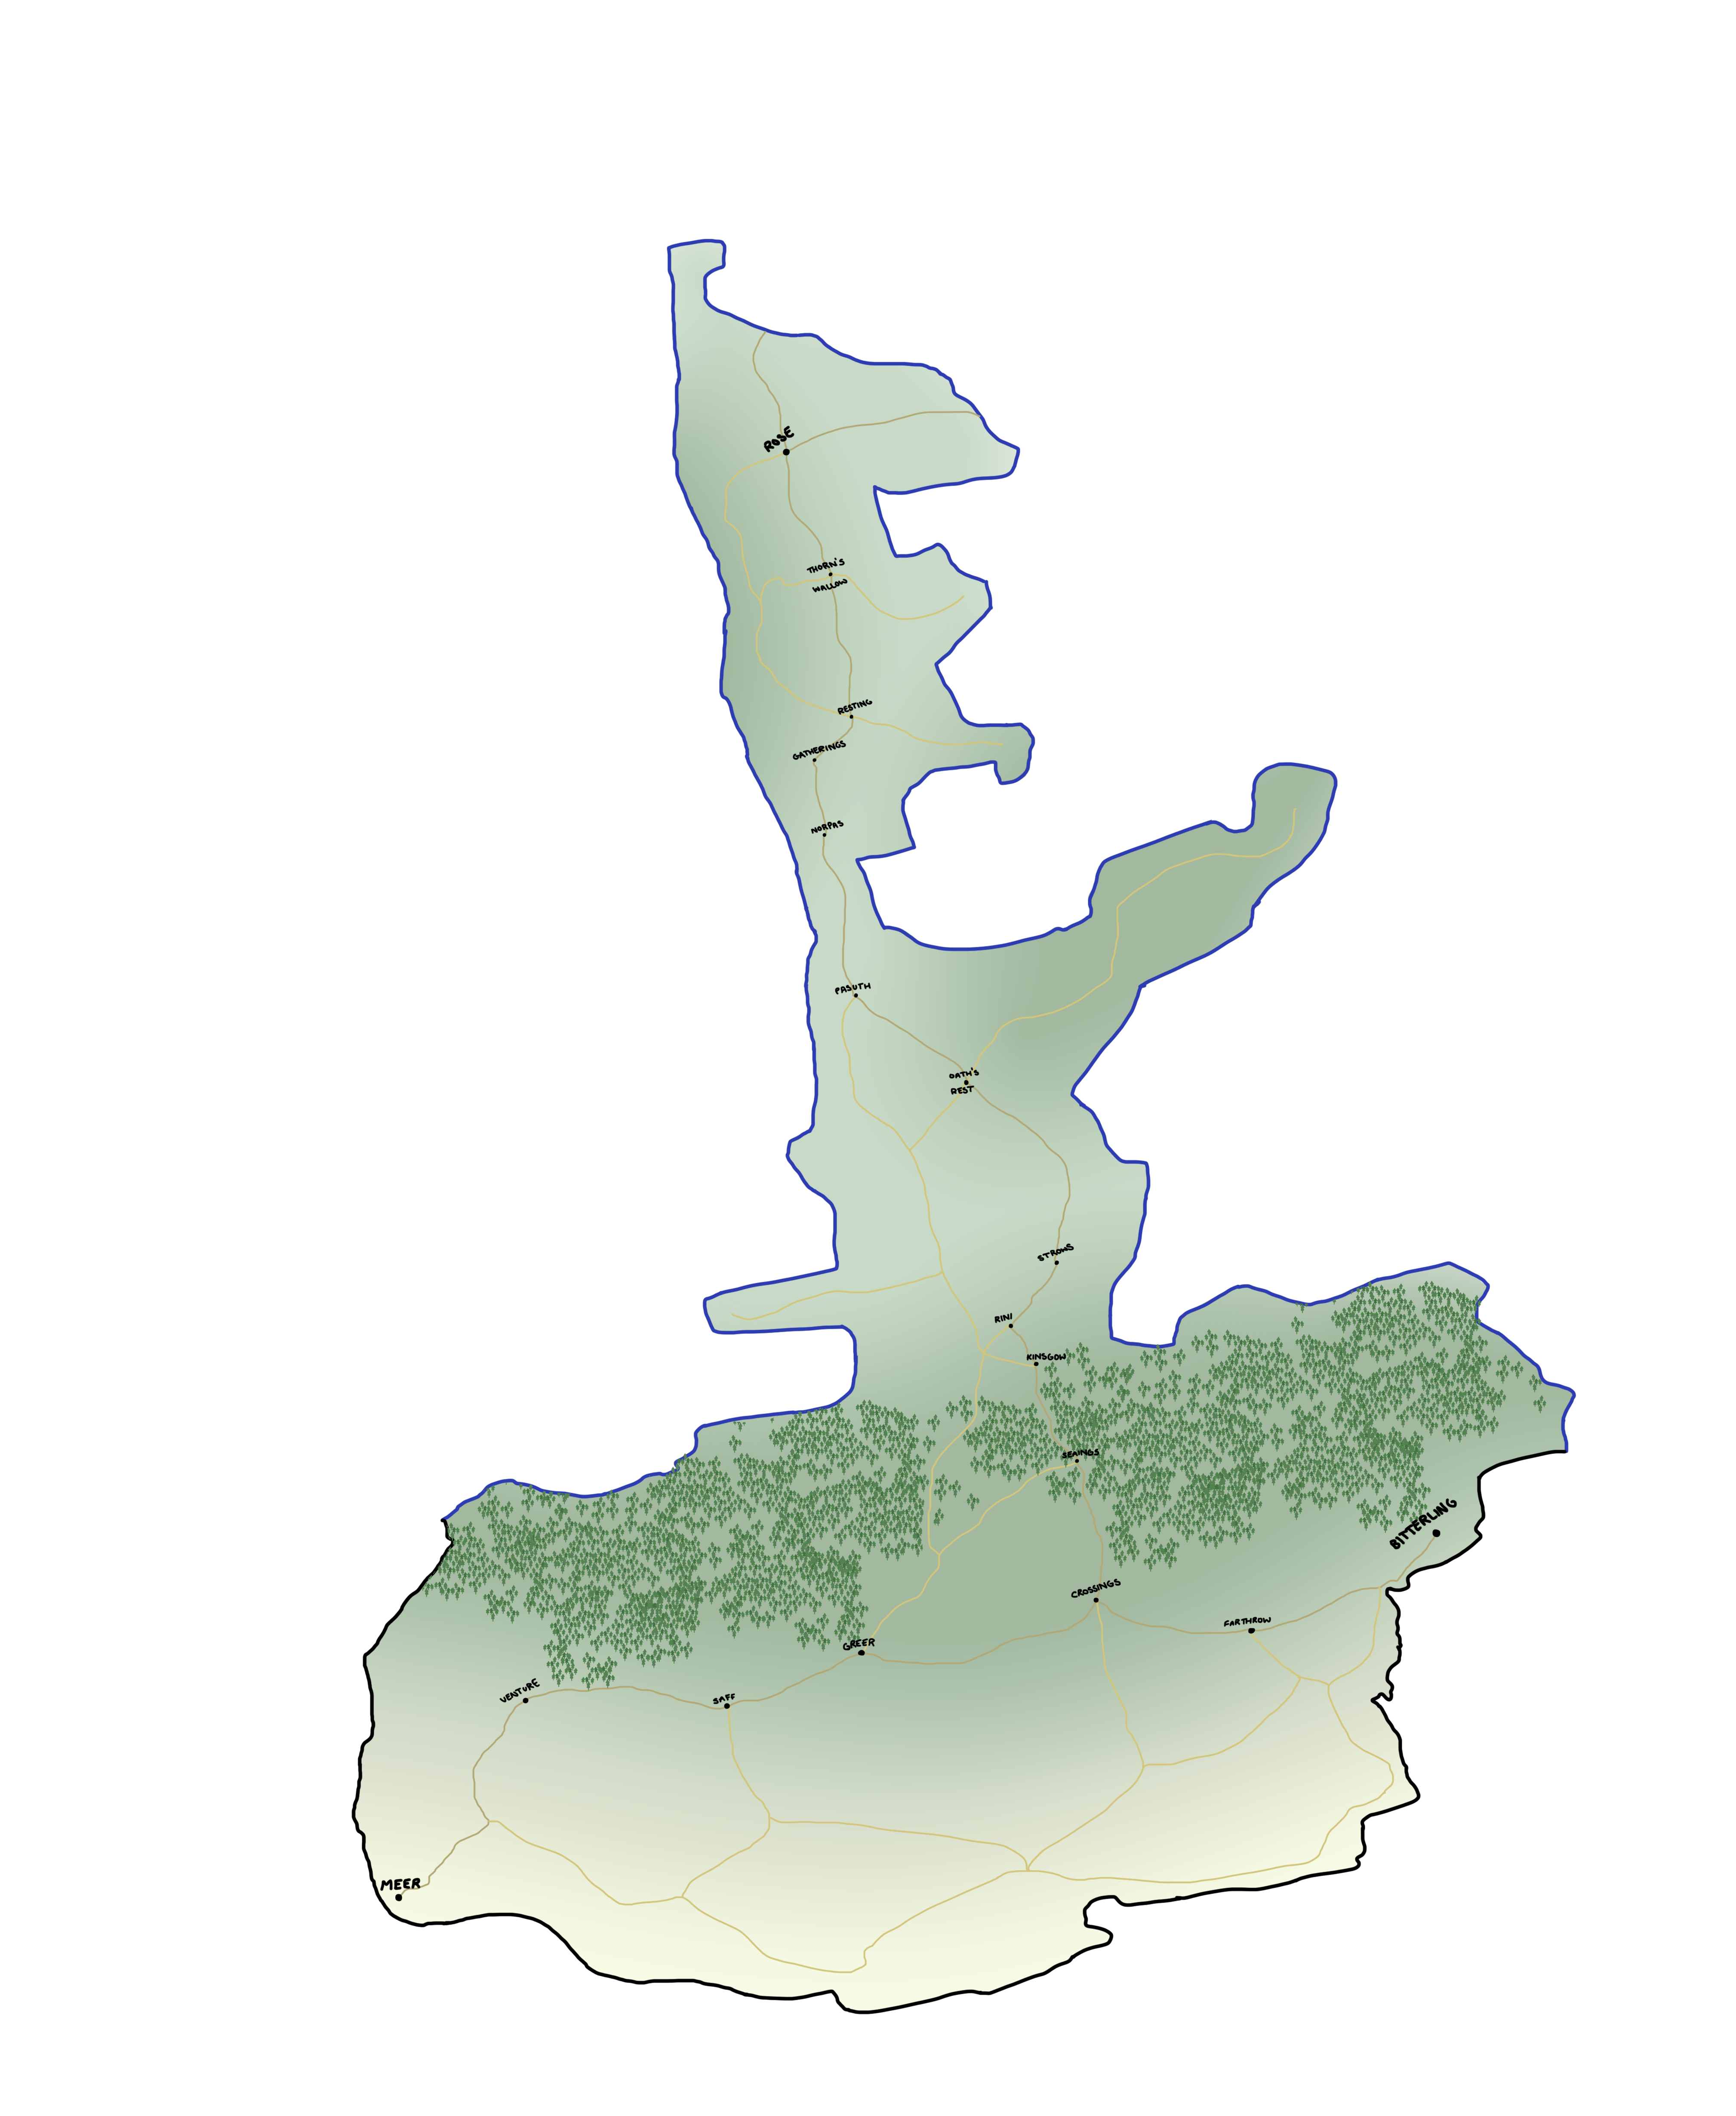 ROSE
THORN'S
WALLOW
RESTING
GATHERINGS
NORPAS
PASUTH
OATH'S
REST
STROWS
RINI
KINSGOW
SEAINGS
BITTERLING
CROSSINGS
FARTHROW
GREER
VENTURE
SAFF
MEER